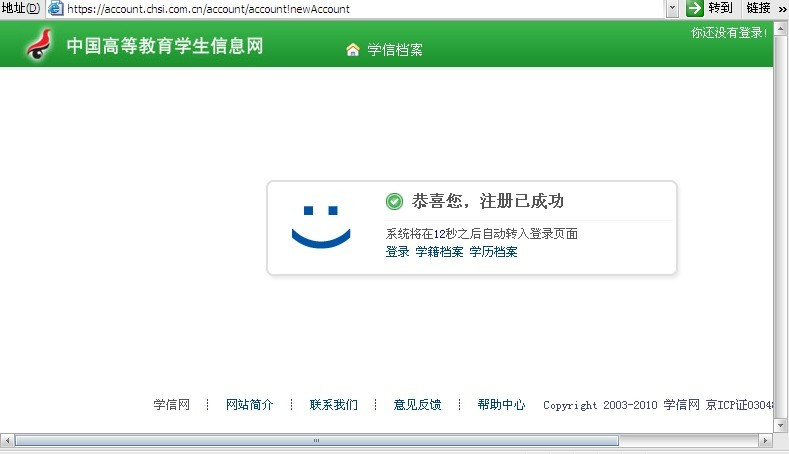 地址(D) https://account.chsi.com.cn/account/account!newAccount 转到 链接 »
你还没有登录!
中国高等教育学生信息网 学信档案
恭喜您，注册已成功
系统将在12秒之后自动转入登录页面
登录 学籍档案 学历档案
学信网 网站简介 联系我们 意见反馈 帮助中心 Copyright 2003-2010 学信网 京ICP证0304